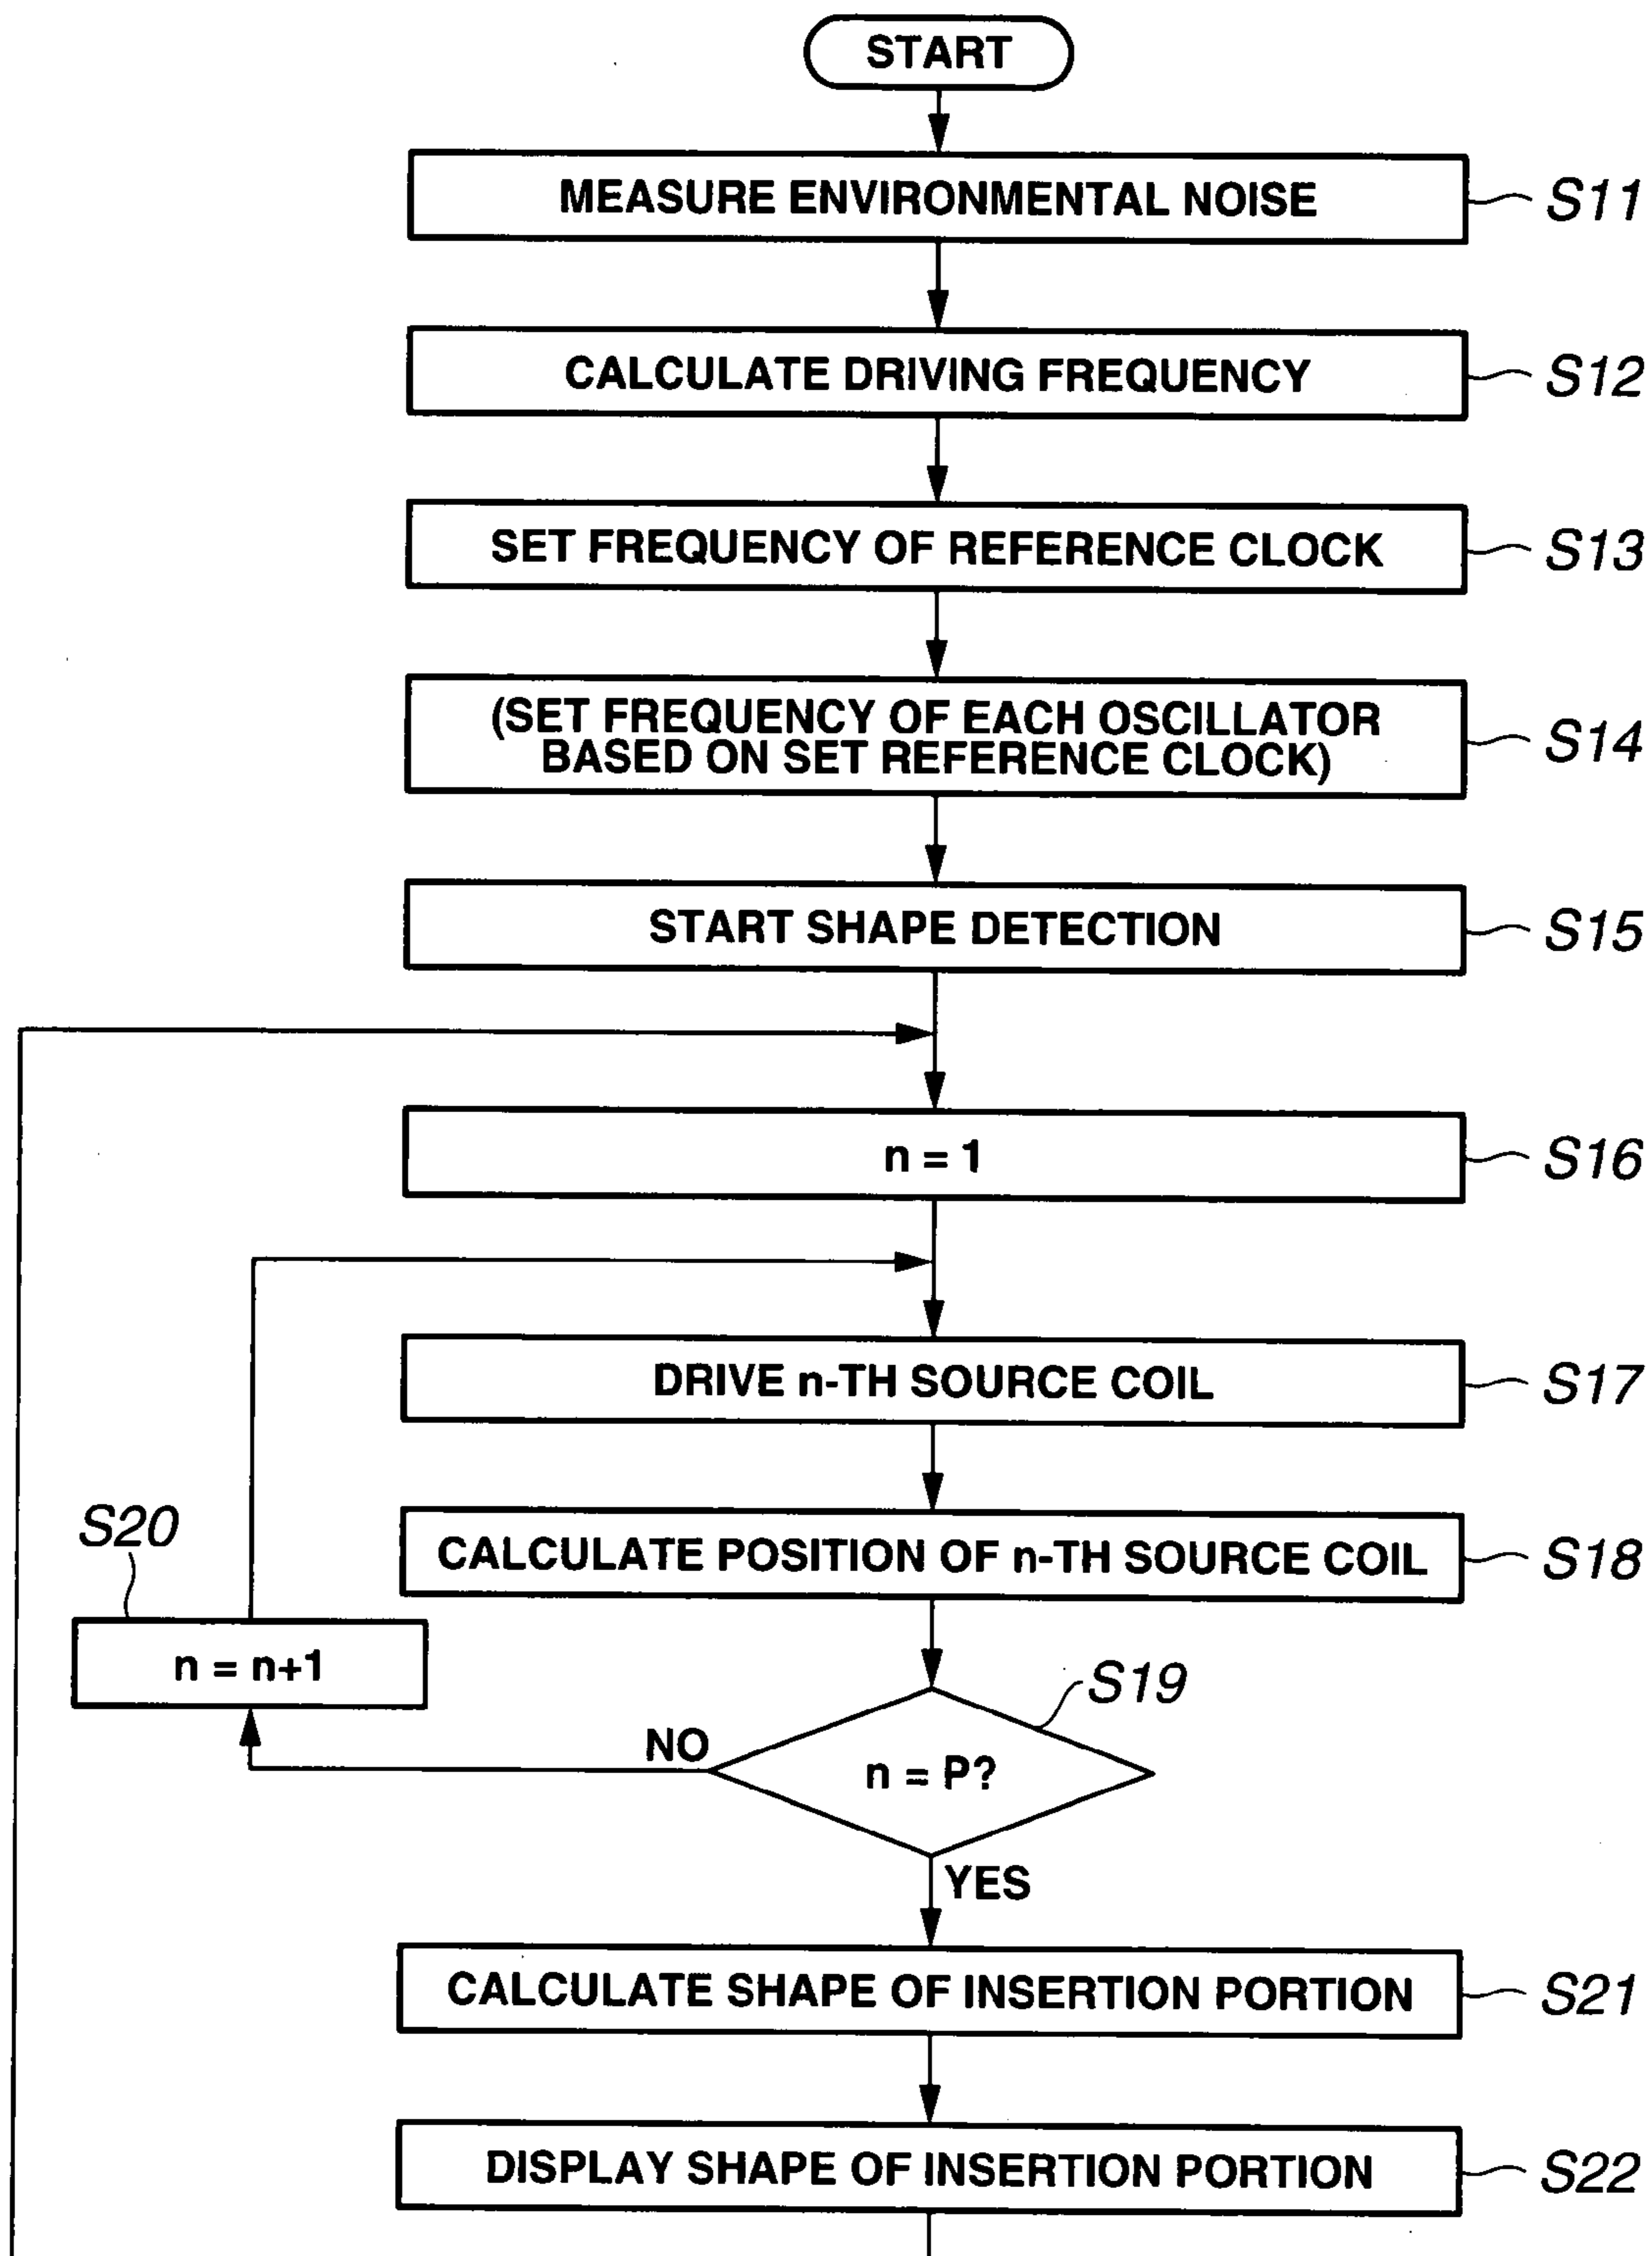 START
MEASURE ENVIRONMENTAL NOISE
S11
CALCULATE DRIVING FREQUENCY
S12
SET FREQUENCY OF REFERENCE CLOCK
S13
(SET FREQUENCY OF EACH OSCILLATOR
BASED ON SET REFERENCE CLOCK)
S14
START SHAPE DETECTION
S15
n = 1
S16
DRIVE n-TH SOURCE COIL
S17
CALCULATE POSITION OF n-TH SOURCE COIL
S18
S20
n = n+1
S19
NO
n = P?
YES
CALCULATE SHAPE OF INSERTION PORTION
S21
DISPLAY SHAPE OF INSERTION PORTION
S22